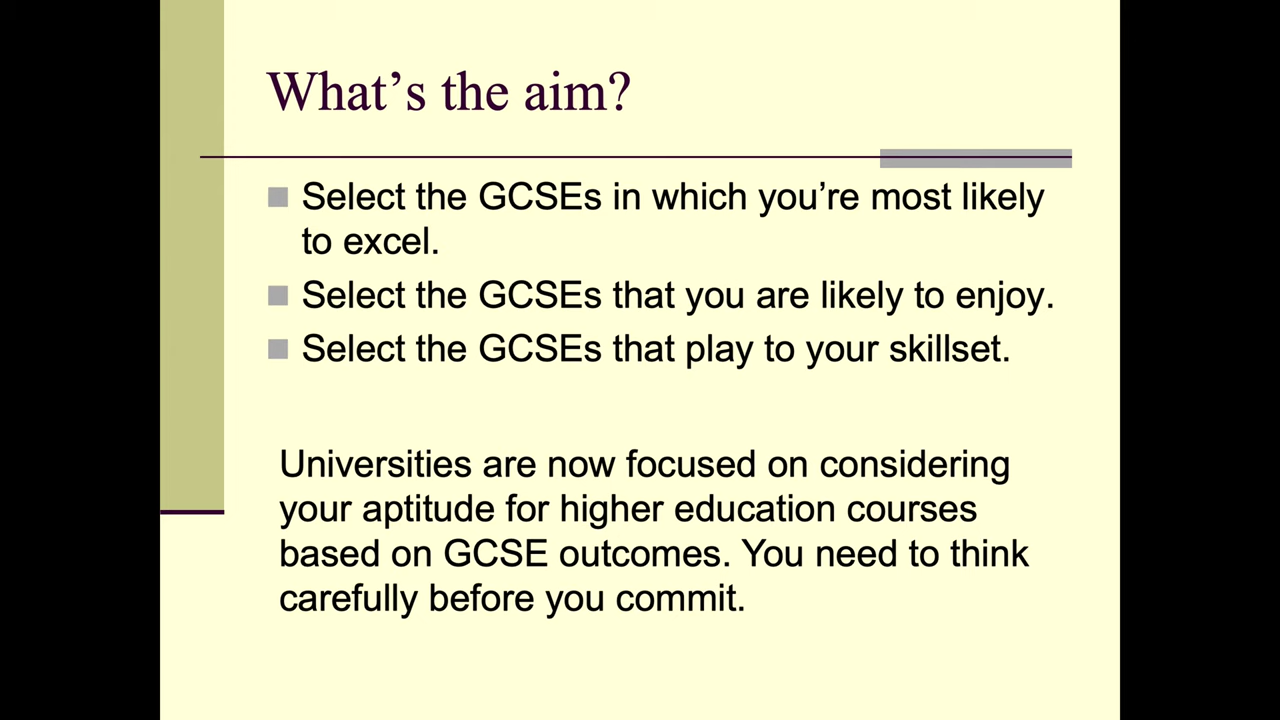 What’s the aim?
Select the GCSEs in which you’re most likely
to excel.
Select the GCSEs that you are likely to enjoy.
Select the GCSEs that play to your skillset.
Universities are now focused on considering
your aptitude for higher education courses
based on GCSE outcomes. You need to think
carefully before you commit.